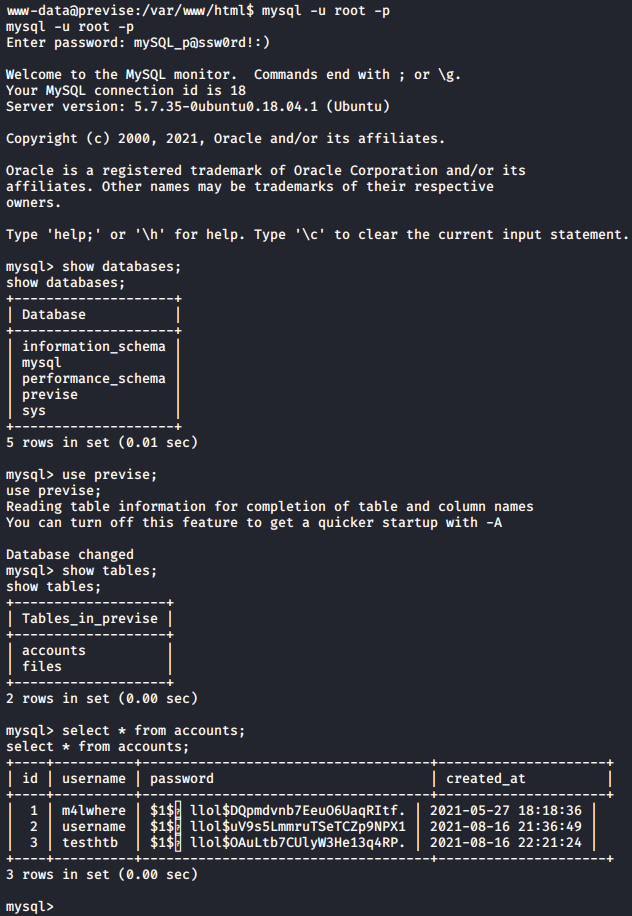 www-data@previse:/var/www/html$ mysql -u root -p
mysql -u root -p
Enter password: mySQL_p@ssw0rd!:)
Welcome to the MySQL monitor.  Commands end with ; or \g.
Your MySQL connection id is 18
Server version: 5.7.35-0ubuntu0.18.04.1 (Ubuntu)
Copyright (c) 2000, 2021, Oracle and/or its affiliates.
Oracle is a registered trademark of Oracle Corporation and/or its
affiliates. Other names may be trademarks of their respective
owners.
Type 'help;' or '\h' for help. Type '\c' to clear the current input statement.
mysql> show databases;
show databases;
+--------------------+
| Database           |
+--------------------+
| information_schema |
| mysql              |
| performance_schema |
| previse            |
| sys                |
+--------------------+
5 rows in set (0.01 sec)
mysql> use previse;
use previse;
Reading table information for completion of table and column names
You can turn off this feature to get a quicker startup with -A
Database changed
mysql> show tables;
show tables;
+-------------------+
| Tables_in_previse |
+-------------------+
| accounts          |
| files             |
+-------------------+
2 rows in set (0.00 sec)
mysql> select * from accounts;
select * from accounts;
+----+----------+------------------------------------+---------------------+
| id | username | password                           | created_at          |
+----+----------+------------------------------------+---------------------+
|  1 | m4lwhere | $1$ llol$DQpmdvnb7EeuO6UaqRItf. | 2021-05-27 18:18:36 |
|  2 | username | $1$ llol$uV9s5LmmruTSeTCZp9NPX1 | 2021-08-16 21:36:49 |
|  3 | testhtb  | $1$ llol$OAuLtb7CUlyW3He13q4RP. | 2021-08-16 22:21:24 |
+----+----------+------------------------------------+---------------------+
3 rows in set (0.00 sec)
mysql>